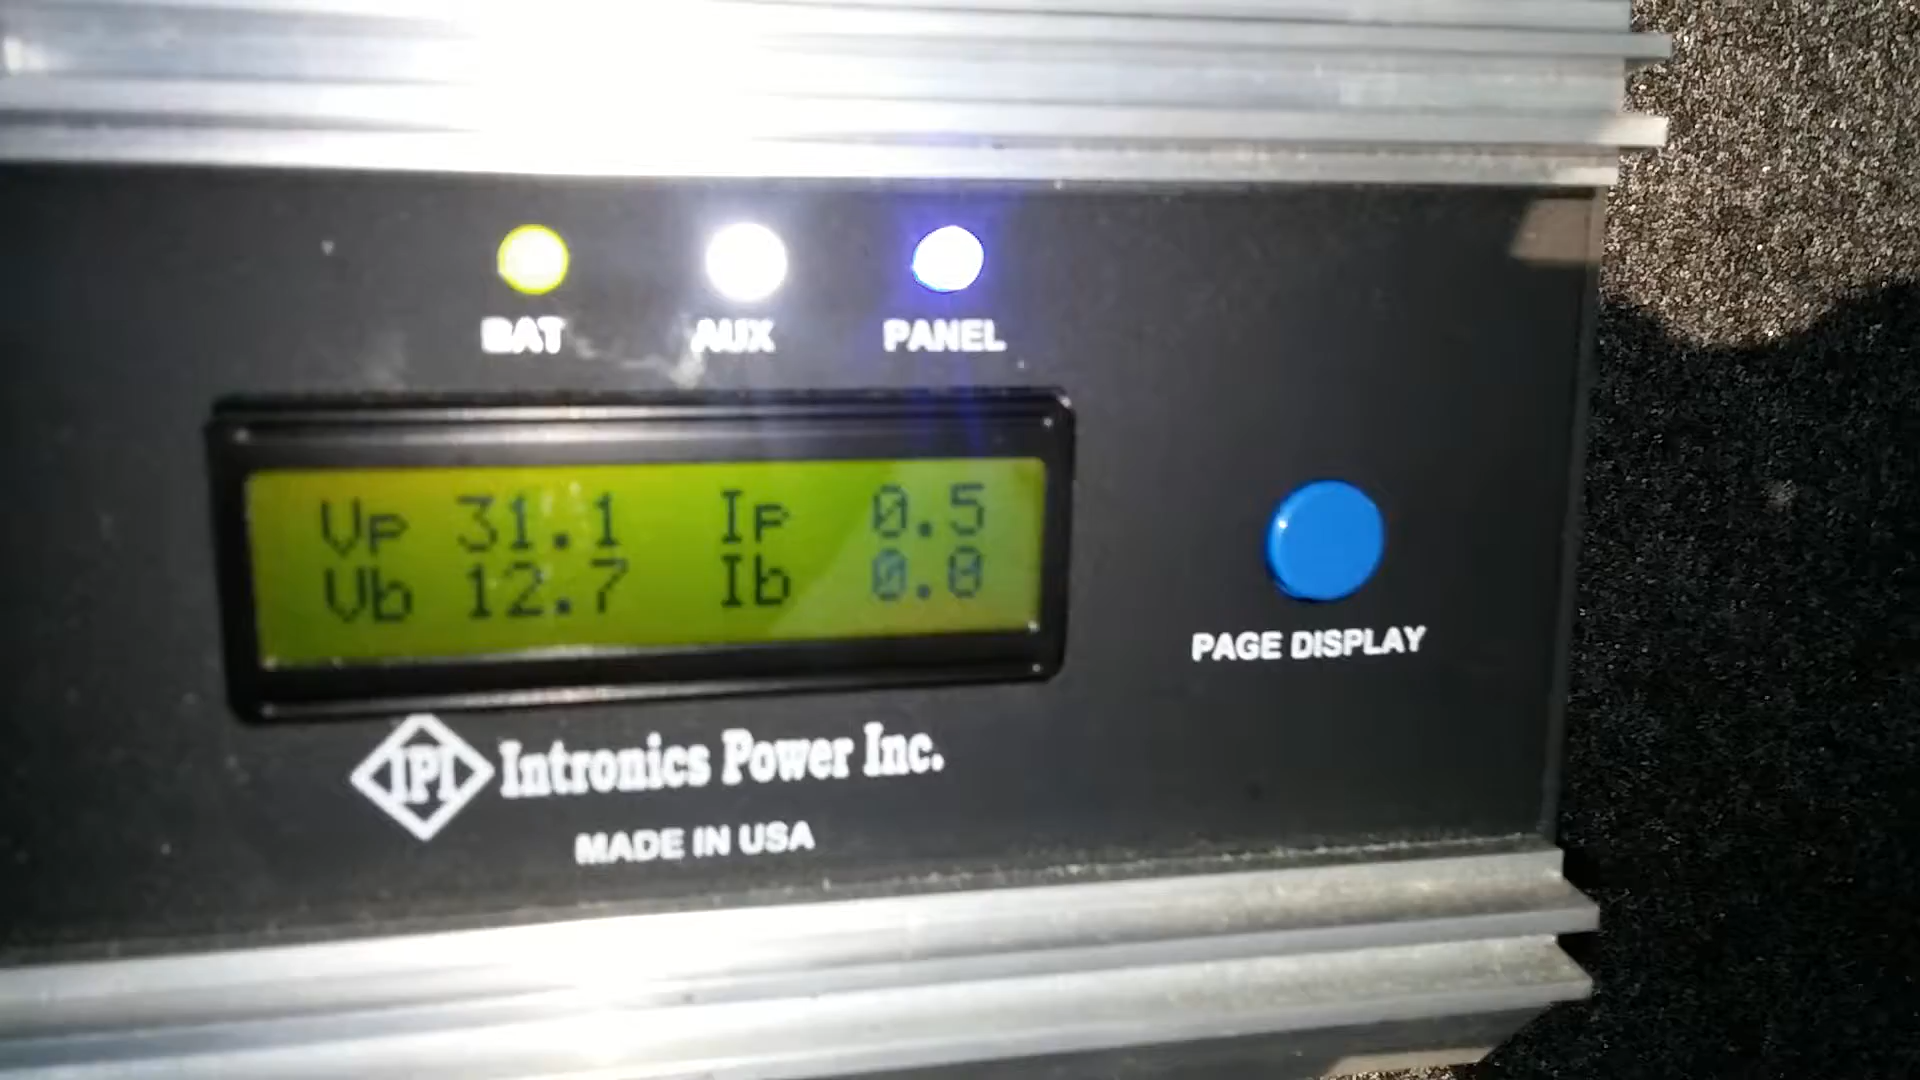 BAT AUX PANEL
Vp 31.1 Ip 0.5
Vb 12.7 Ib 0.0
PAGE DISPLAY
IPI Intronics Power Inc.
MADE IN USA